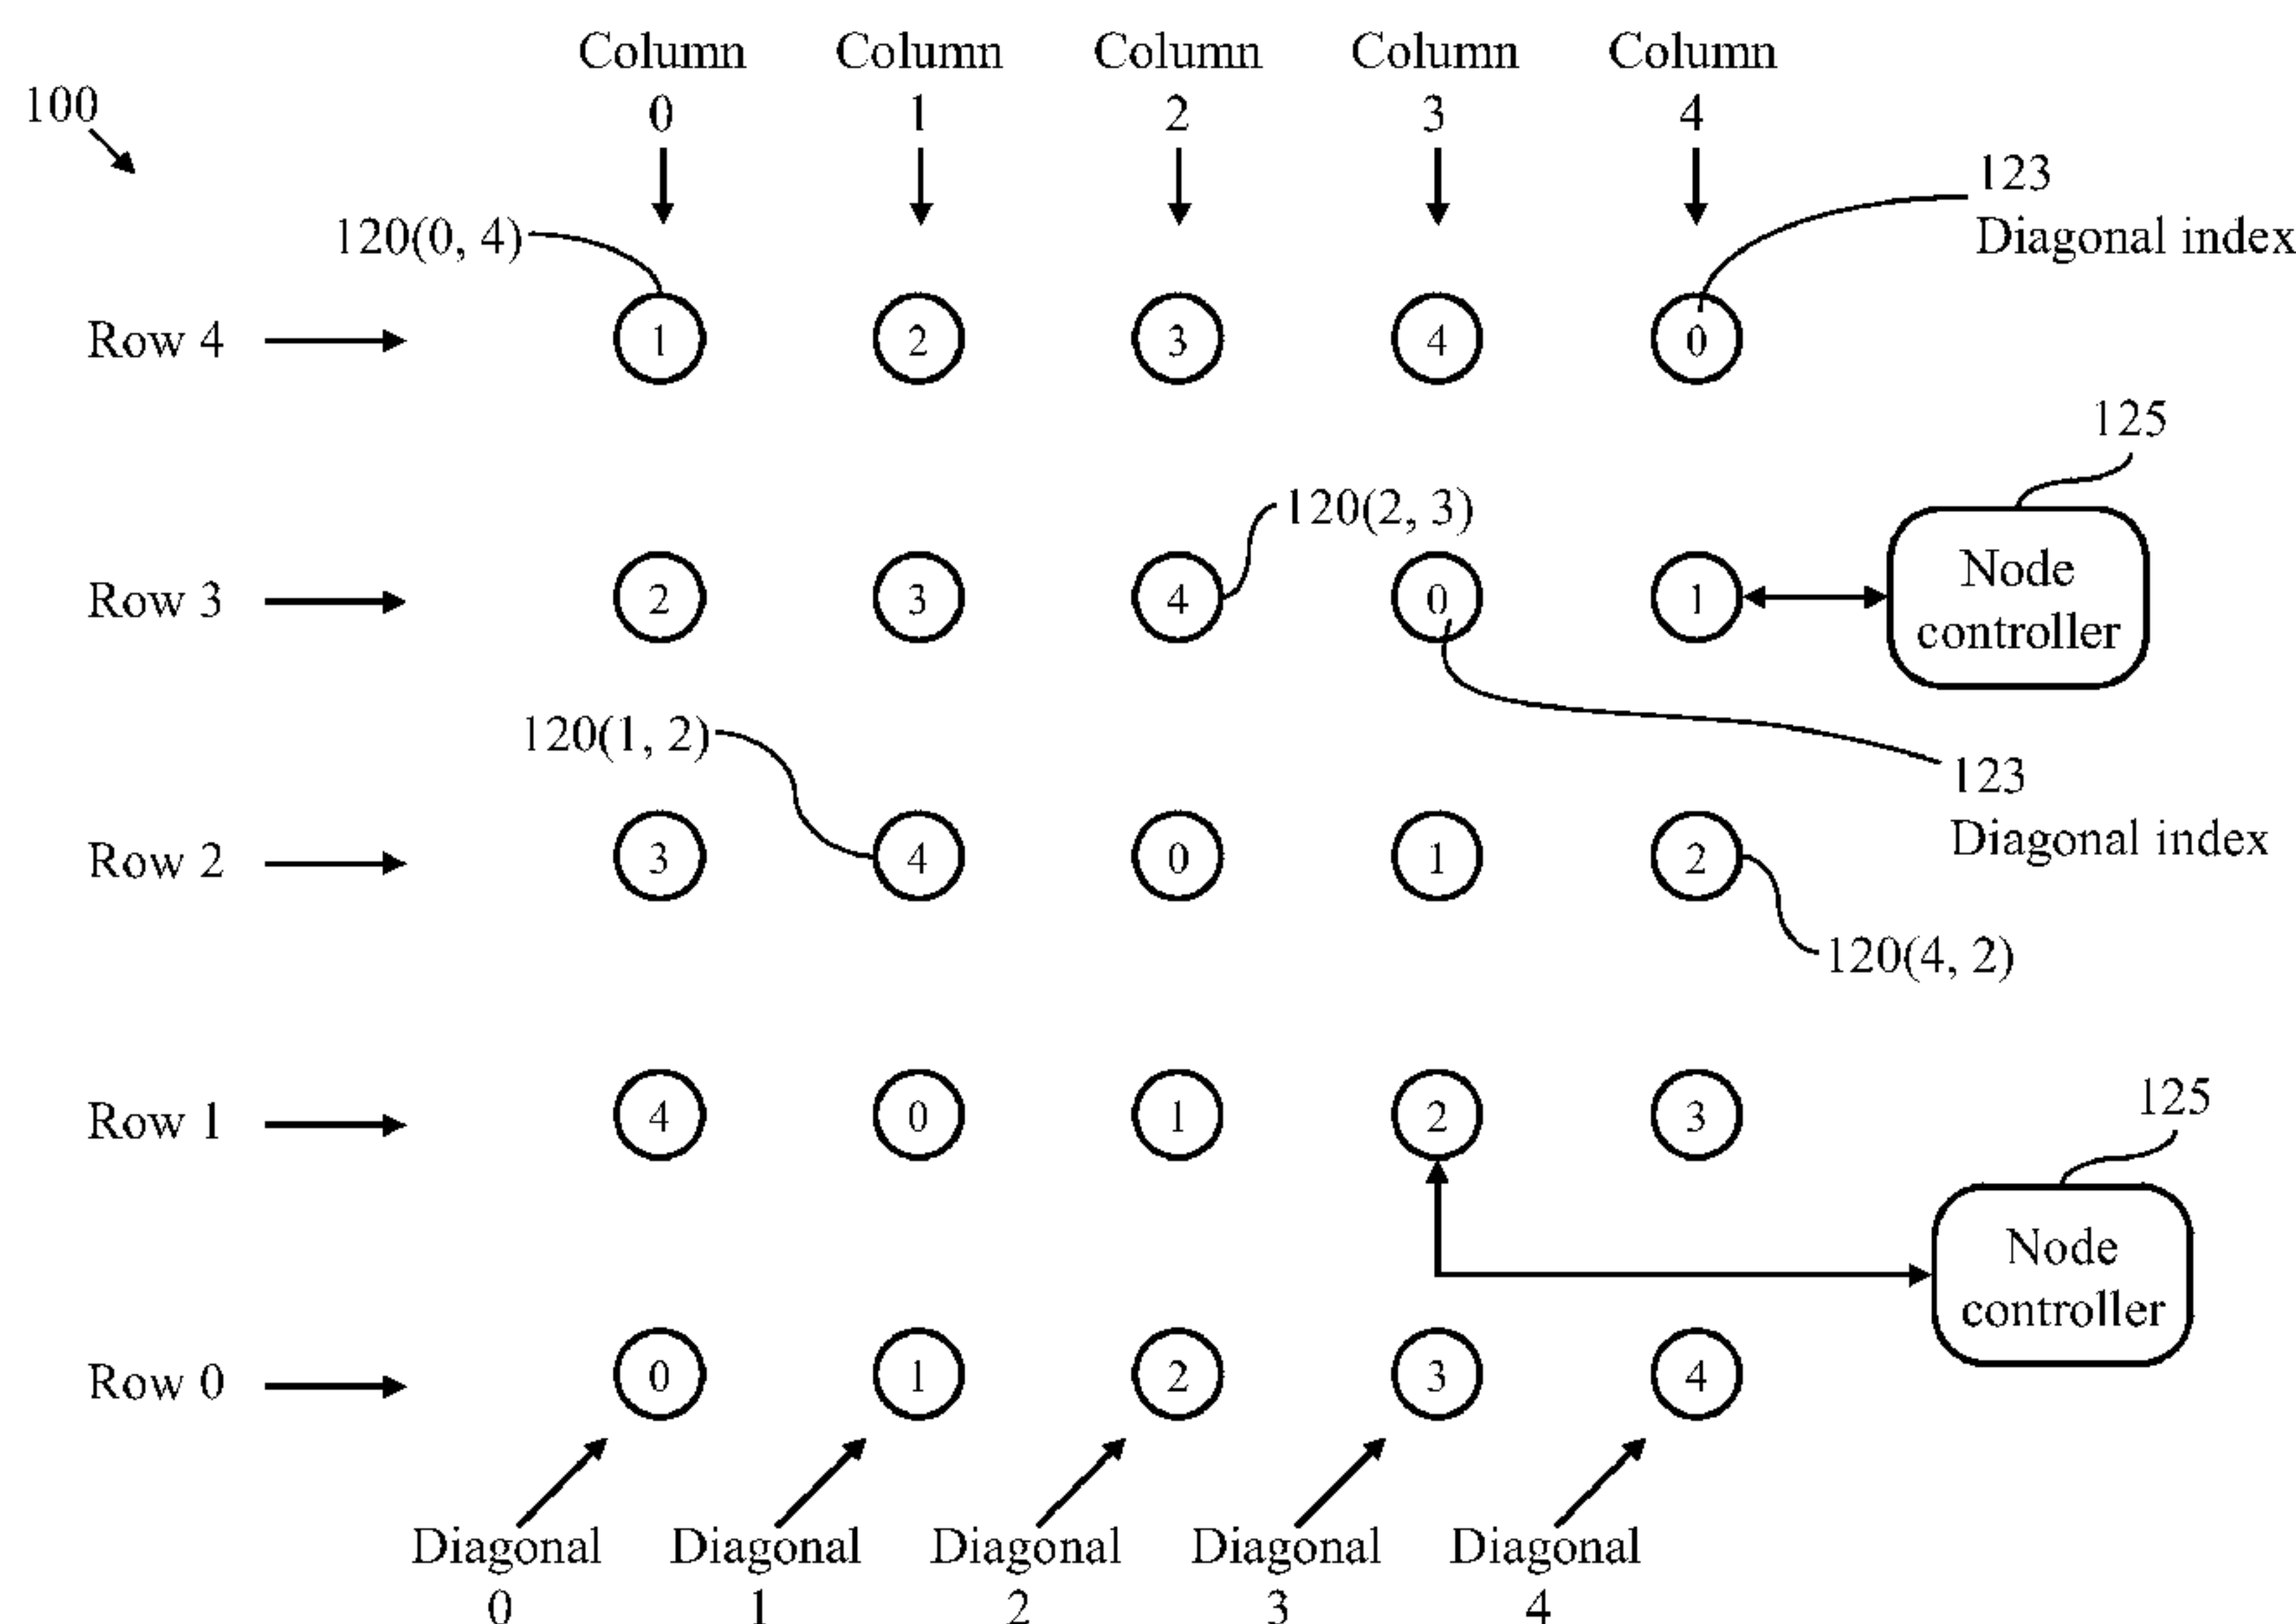 Column Column Column Column Column
0 1 2 3 4
100
123
Diagonal index
120(0, 4)
Row 4 1 2 3 4 0
125
120(2, 3)
Row 3 2 3 4 0 1
Node
controller
120(1, 2)
123
Diagonal index
Row 2 3 4 0 1 2
120(4, 2)
125
Row 1 4 0 1 2 3
Node
controller
Row 0 0 1 2 3 4
Diagonal Diagonal Diagonal Diagonal Diagonal
0 1 2 3 4